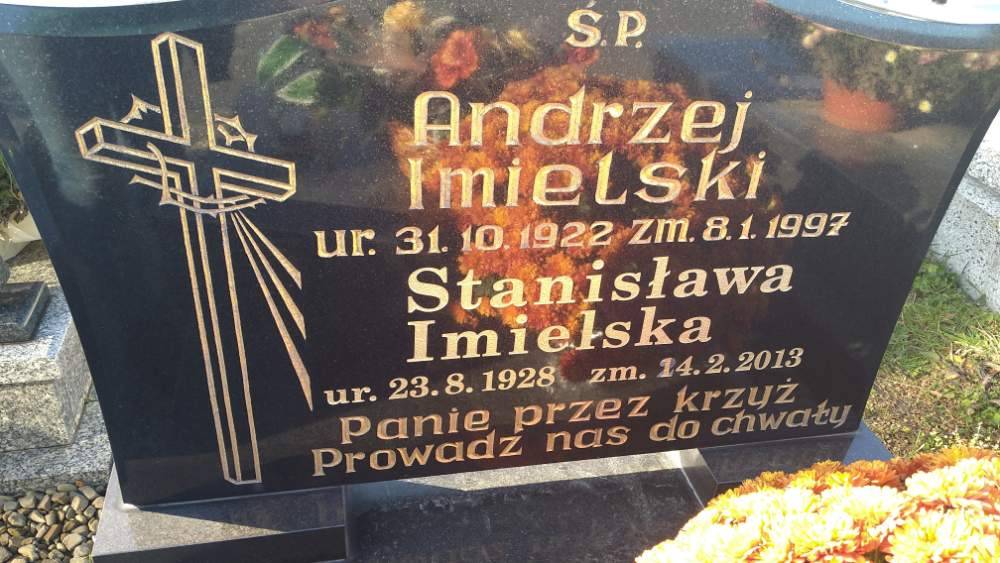 Ś.P.
Andrzej
Imielski
ur. 31.10.1922 zm. 8.1.1997
Stanisława
Imielska
ur. 23.8.1928 zm. 14.2.2013
Panie przez krzyż
Prowadź nas do chwały